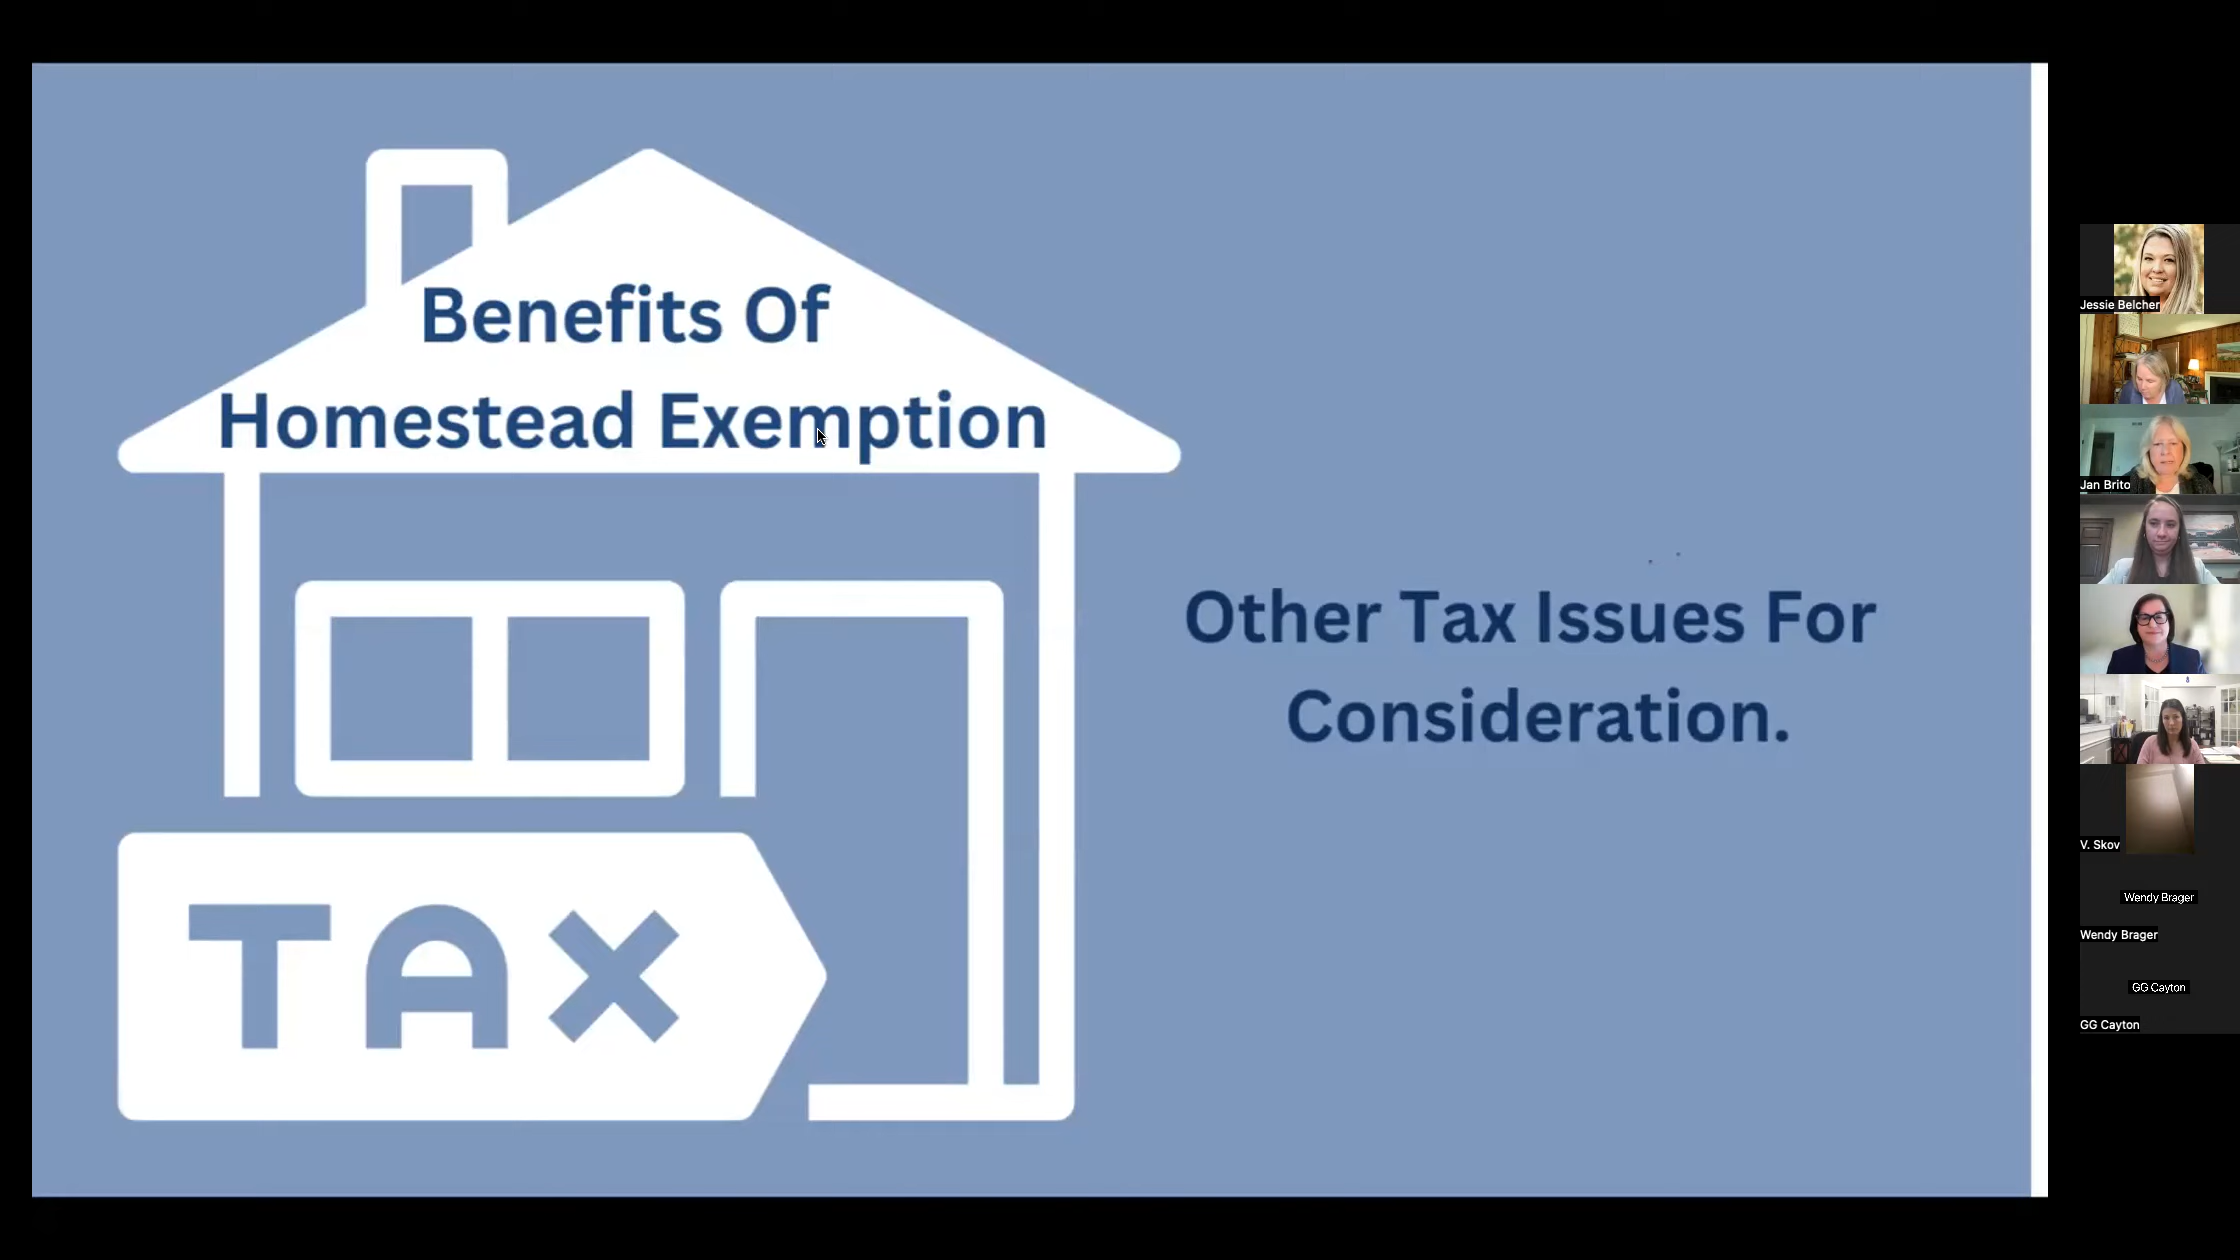 Benefits Of
Homestead Exemption
Other Tax Issues For
Consideration.
TAX
Jessie Belcher
Jan Brito
V. Skov
Wendy Brager
Wendy Brager
GG Cayton
GG Cayton